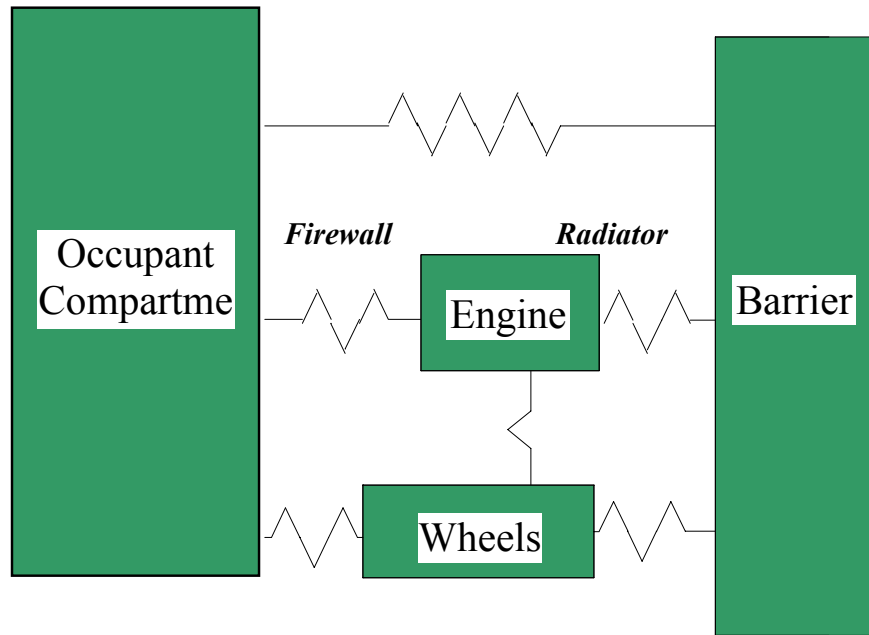 Firewall
Radiator
Occupant
Compartme
Engine
Barrier
Wheels